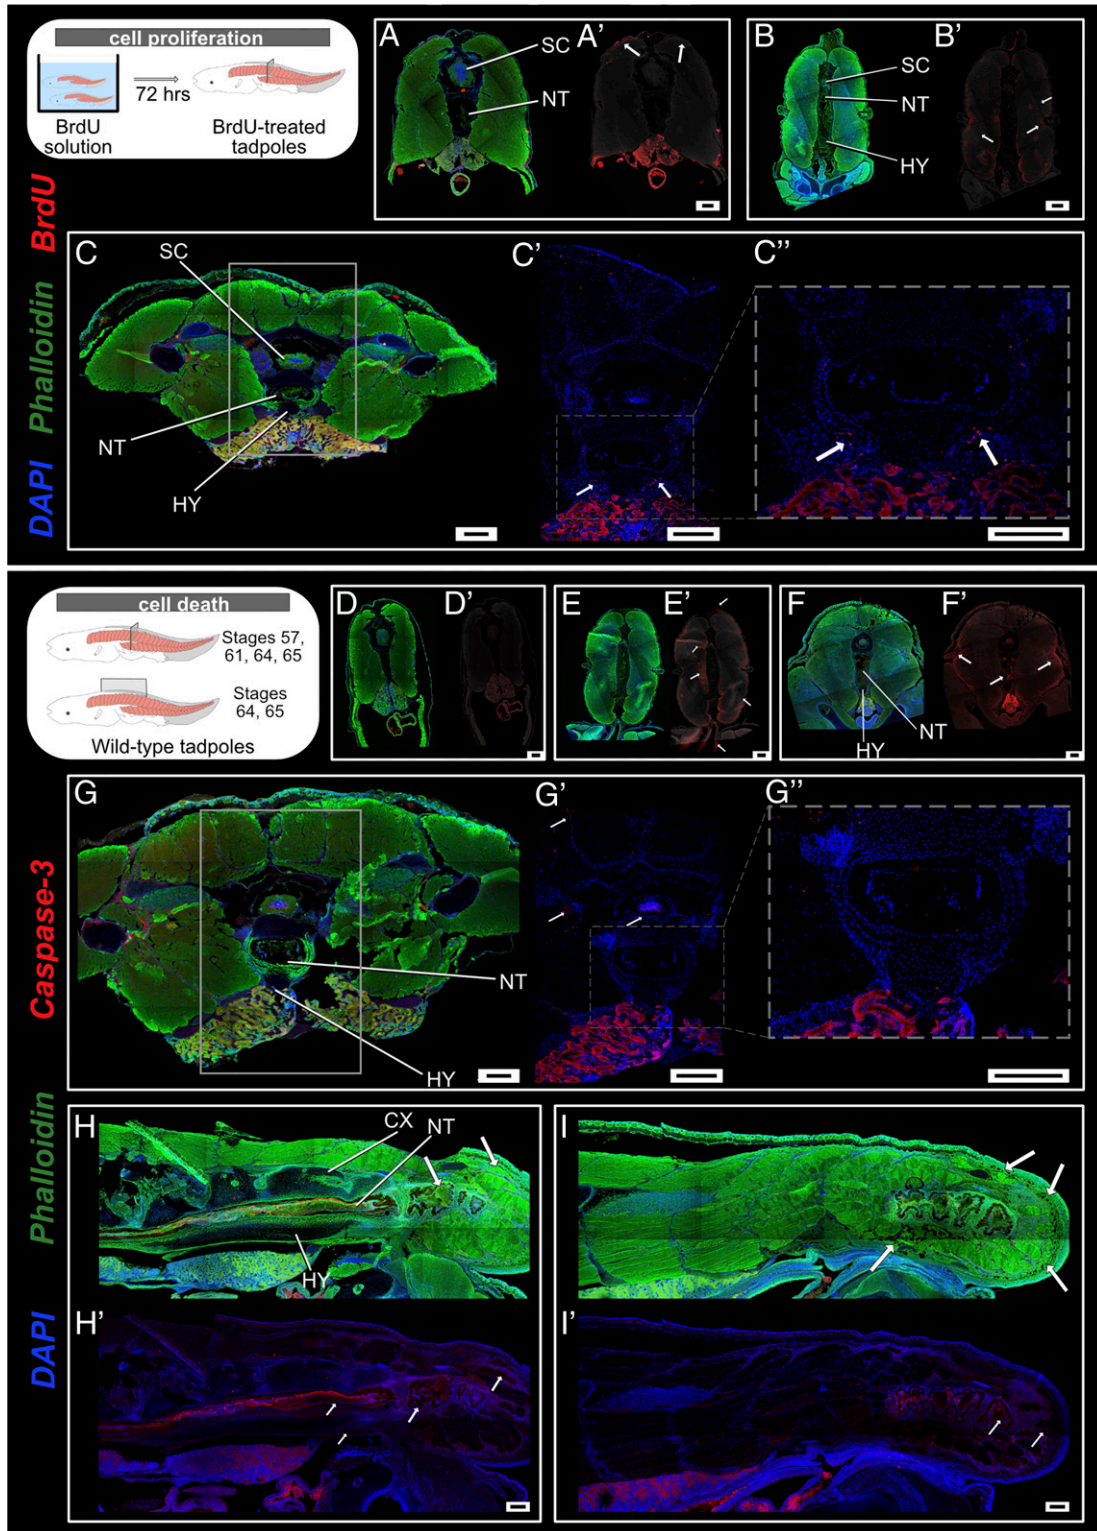 cell proliferation
72 hrs
BrdU
solution
BrdU-treated
tadpoles
A
SC
NT
A'
B
SC
NT
HY
B'
DAPI Phalloidin BrdU
C
SC
NT
HY
C'
C''
cell death
Stages 57,
61, 64, 65
Stages
64, 65
Wild-type tadpoles
D
D'
E
E'
F
NT
HY
F'
DAPI Phalloidin Caspase-3
G
NT
HY
G'
G''
H
CX
NT
HY
I
H'
I'